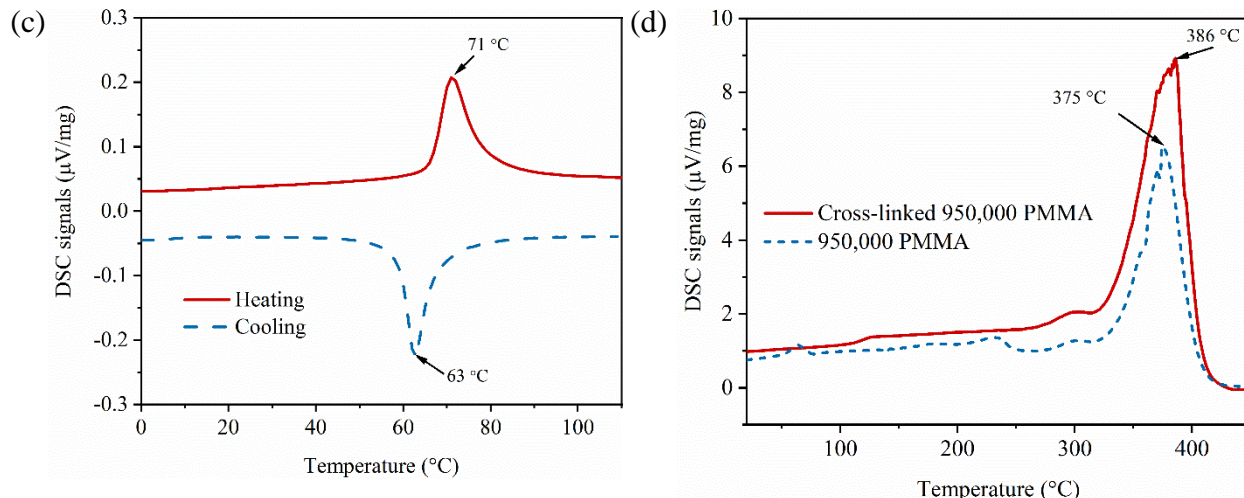 (c)
0.3
0.2
0.1
0.0
-0.1
-0.2
-0.3
DSC signals (µV/mg)
71 °C
Heating
Cooling
63 °C
0
20
40
60
80
100
Temperature (°C)
(d)
10
8
6
4
2
0
DSC signals (µV/mg)
386 °C
375 °C
Cross-linked 950,000 PMMA
950,000 PMMA
100
200
300
400
Temperature (°C)